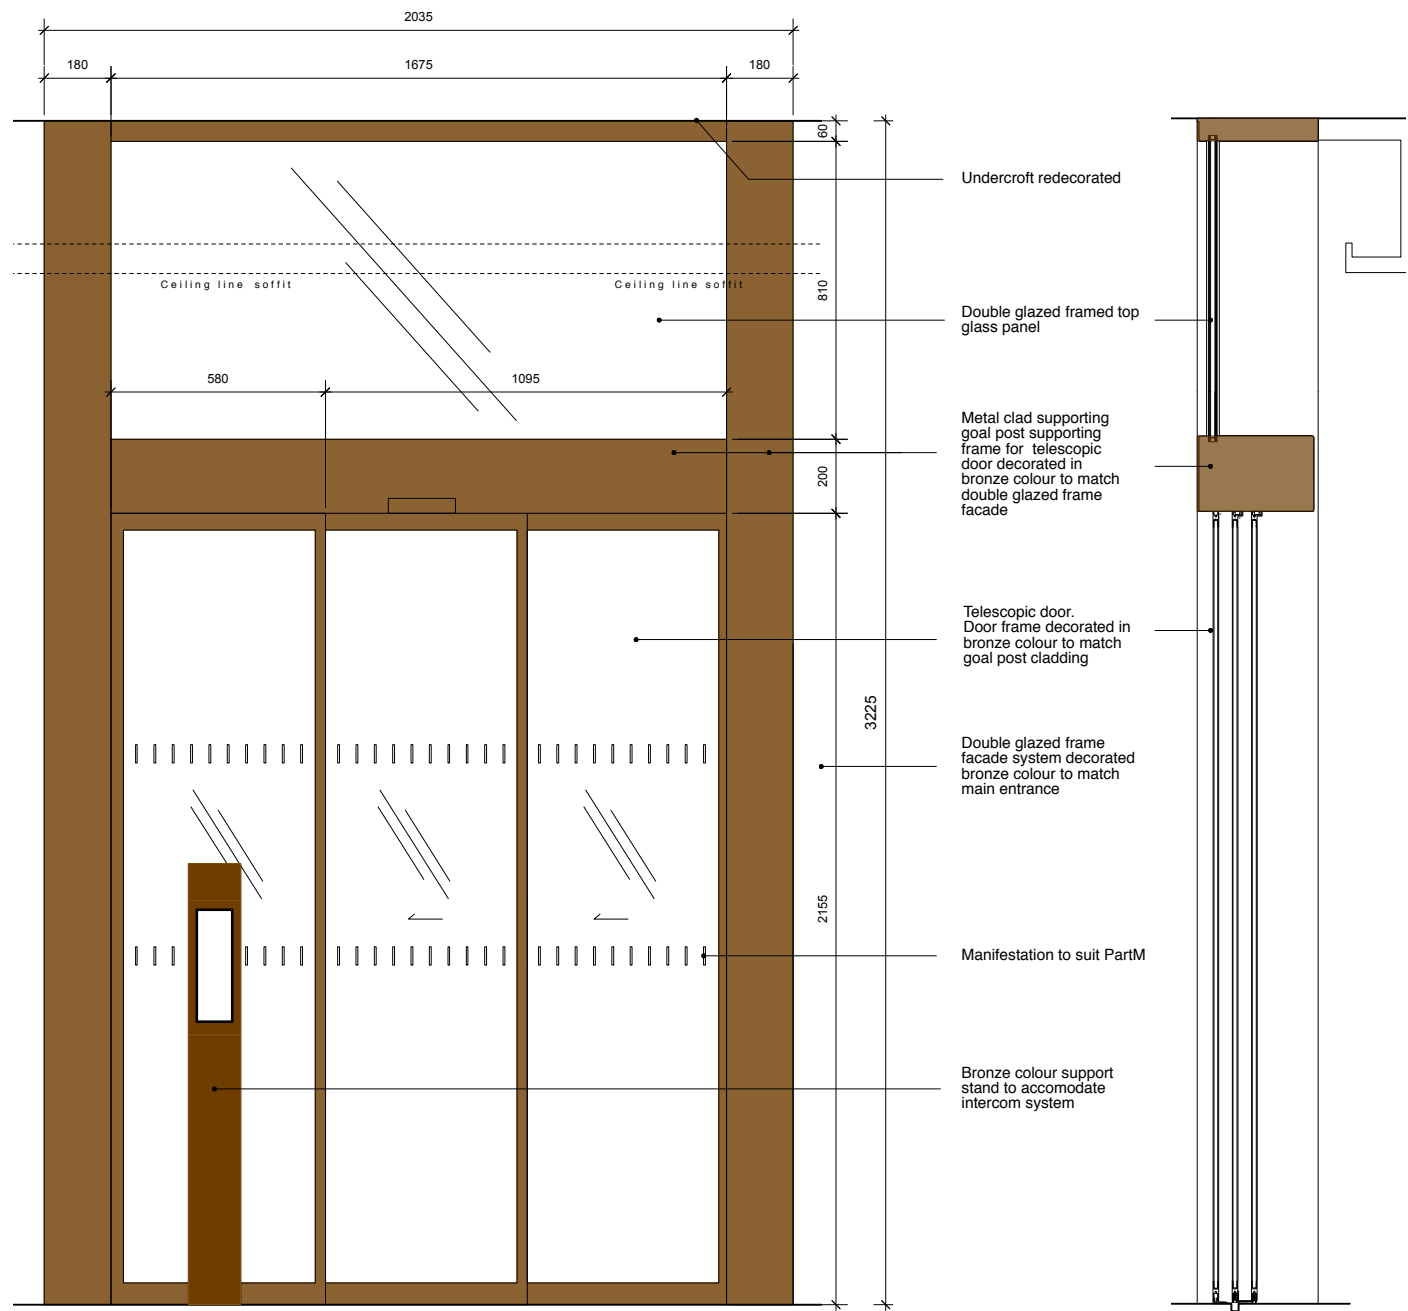 2035
180
1675
180
60
Undercroft redecorated
Ceiling line soffit
Ceiling line soffit
810
Double glazed framed top
glass panel
580
1095
Metal clad supporting
goal post supporting
frame for telescopic
door decorated in
bronze colour to match
double glazed frame
facade
200
Telescopic door.
Door frame decorated in
bronze colour to match
goal post cladding
3225
Double glazed frame
facade system decorated
bronze colour to match
main entrance
2155
Manifestation to suit PartM
Bronze colour support
stand to accomodate
intercom system